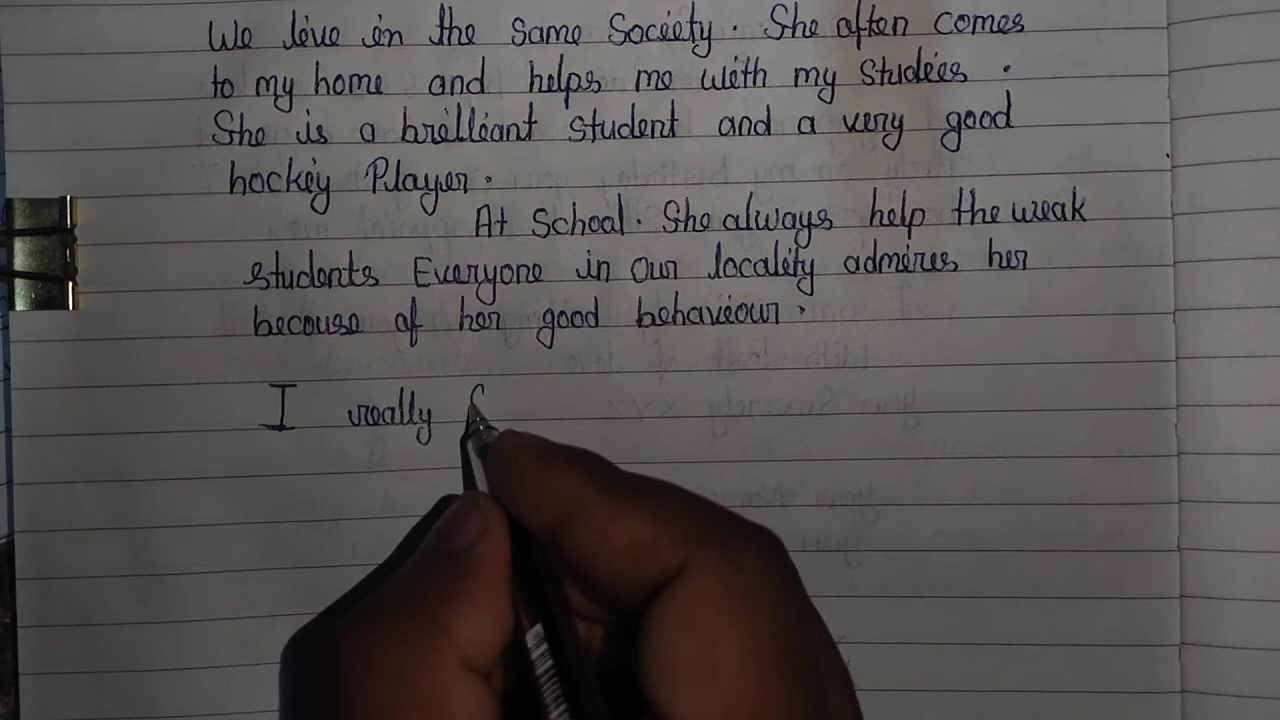 We live in the Same Society. She often comes
to my home and helps me with my Studies.
She is a brilliant student and a very good
hockey Player.
At School. She always help the weak
students Everyone in our locality admires her
because of her good behaviour.
I really